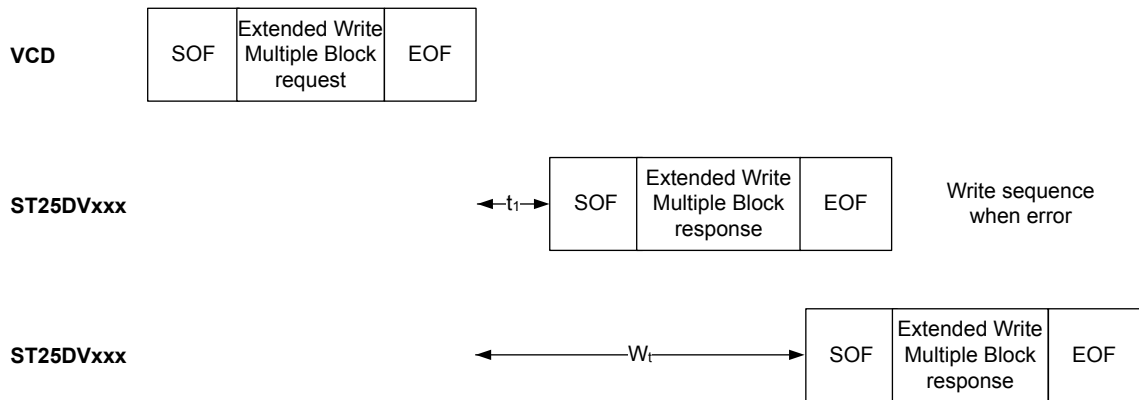 VCD
SOF
Extended Write
Multiple Block
request
EOF
ST25DVxxx
t1
SOF
Extended Write
Multiple Block
response
EOF
Write sequence
when error
ST25DVxxx
Wt
SOF
Extended Write
Multiple Block
response
EOF